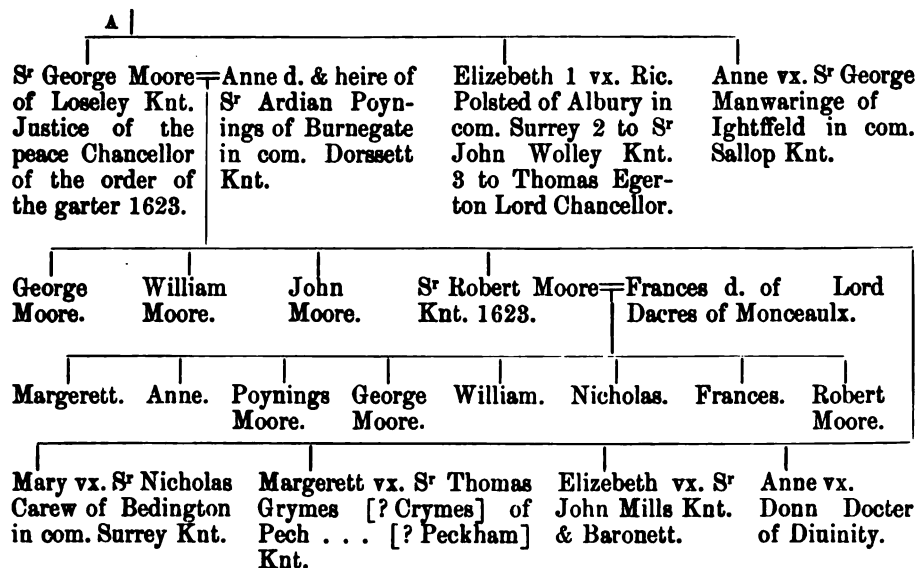 A
Sr George Moore
of Loseley Knt.
Justice of the
peace Chancellor
of the order of
the garter 1623.
Anne d. & heire of
Sr Ardian Poyn-
ings of Burnegate
in com. Dorssett
Knt.
Elizebeth 1 vx. Ric.
Polsted of Albury in
com. Surrey 2 to Sr
John Wolley Knt.
3 to Thomas Eger-
ton Lord Chancellor.
Anne vx. Sr George
Manwaringe of
Ightffeld in com.
Sallop Knt.
George
Moore.
William
Moore.
John
Moore.
Sr Robert Moore
Knt. 1623.
Frances d. of Lord
Dacres of Monceaulx.
Margerett.
Anne.
Poynings
Moore.
George
Moore.
William.
Nicholas.
Frances.
Robert
Moore.
Mary vx. Sr Nicholas
Carew of Bedington
in com. Surrey Knt.
Margerett vx. Sr Thomas
Grymes [? Crymes] of
Pech . . . [? Peckham]
Knt.
Elizebeth vx. Sr
John Mills Knt.
& Baronett.
Anne vx.
Donn Docter
of Diuinity.